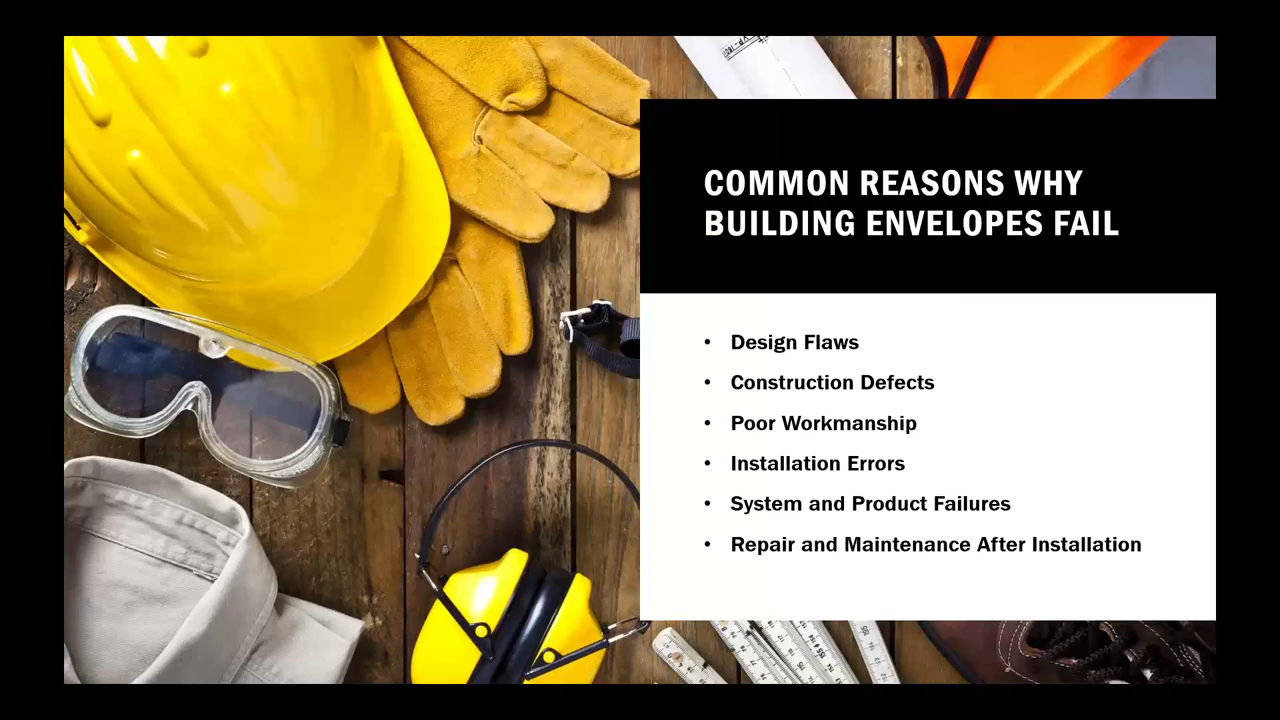 COMMON REASONS WHY
BUILDING ENVELOPES FAIL
• Design Flaws
• Construction Defects
• Poor Workmanship
• Installation Errors
• System and Product Failures
• Repair and Maintenance After Installation